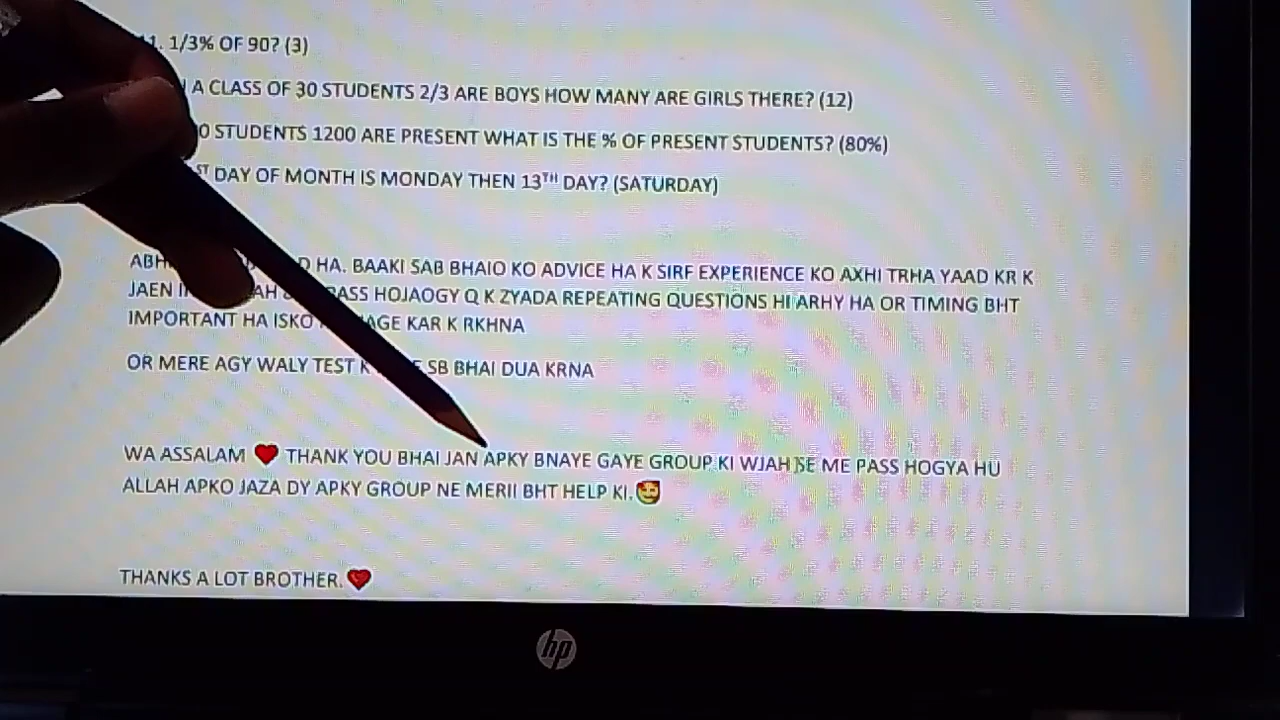 1. 1/3% OF 90? (3)
A CLASS OF 30 STUDENTS 2/3 ARE BOYS HOW MANY ARE GIRLS THERE? (12)
0 STUDENTS 1200 ARE PRESENT WHAT IS THE % OF PRESENT STUDENTS? (80%)
ST DAY OF MONTH IS MONDAY THEN 13TH DAY? (SATURDAY)
HA. BAAKI SAB BHAIO KO ADVICE HA K SIRF EXPERIENCE KO AXHI TRHA YAAD KR K
JAEN PASS HOJAOGY Q K ZYADA REPEATING QUESTIONS HI ARHY HA OR TIMING BHT
IMPORTANT HA ISKO KAR K RKHNA
OR MERE AGY WALY TEST K SB BHAI DUA KRNA
WA ASSALAM ❤ THANK YOU BHAI JAN APKY BNAYE GAYE GROUP KI WJAH SE ME PASS HOGYA HU
ALLAH APKO JAZA DY APKY GROUP NE MERII BHT HELP KI. 🥰
THANKS A LOT BROTHER. ❤
hp